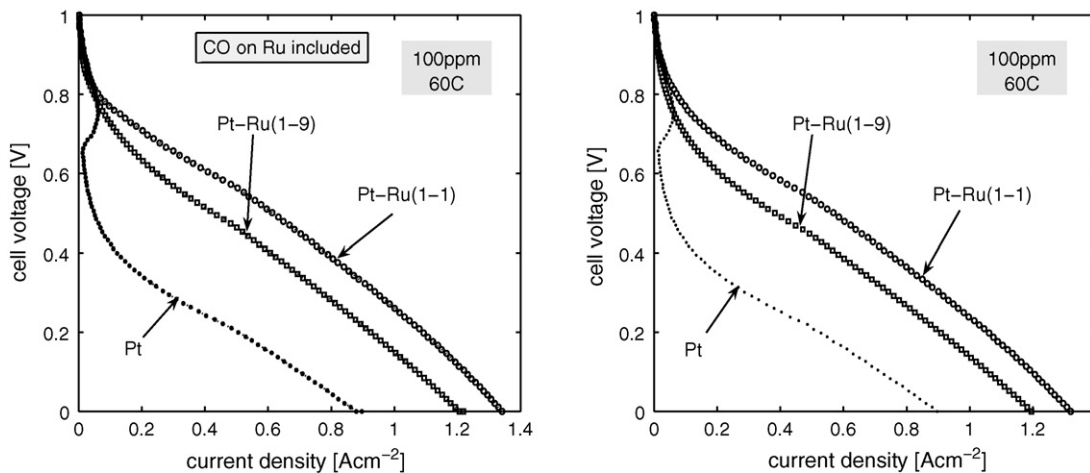 CO on Ru included
100ppm
60C
Pt−Ru(1−9)
Pt−Ru(1−1)
Pt
cell voltage [V]
1
0.8
0.6
0.4
0.2
0
0 0.2 0.4 0.6 0.8 1 1.2 1.4
current density [Acm−2]
100ppm
60C
Pt−Ru(1−9)
Pt−Ru(1−1)
Pt
cell voltage [V]
1
0.8
0.6
0.4
0.2
0
0 0.2 0.4 0.6 0.8 1 1.2
current density [Acm−2]